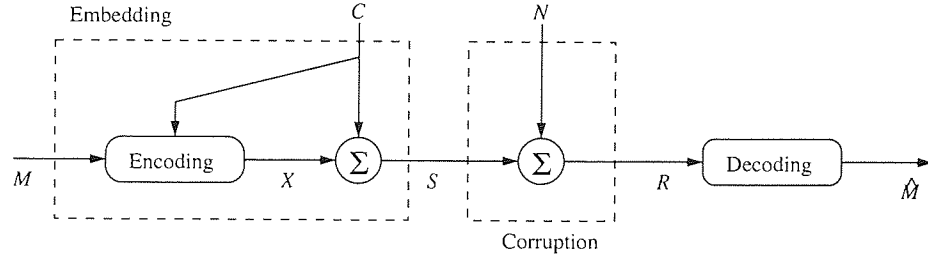 Embedding
C
N
Encoding
Σ
Σ
Decoding
M
X
S
R
M̂
Corruption